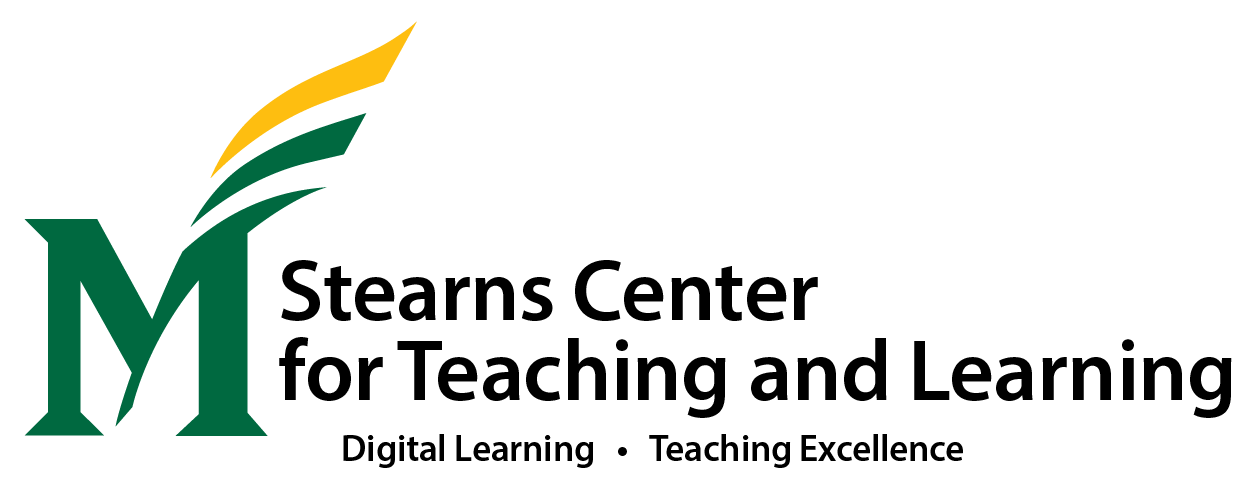 M
Stearns Center
for Teaching and Learning
Digital Learning • Teaching Excellence